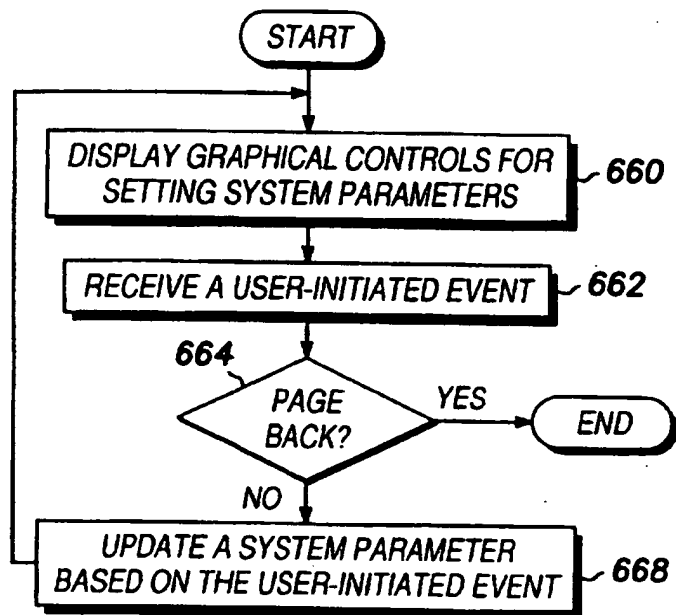 START
DISPLAY GRAPHICAL CONTROLS FOR
SETTING SYSTEM PARAMETERS
660
RECEIVE A USER-INITIATED EVENT
662
664
PAGE
BACK?
YES
END
NO
UPDATE A SYSTEM PARAMETER
BASED ON THE USER-INITIATED EVENT
668